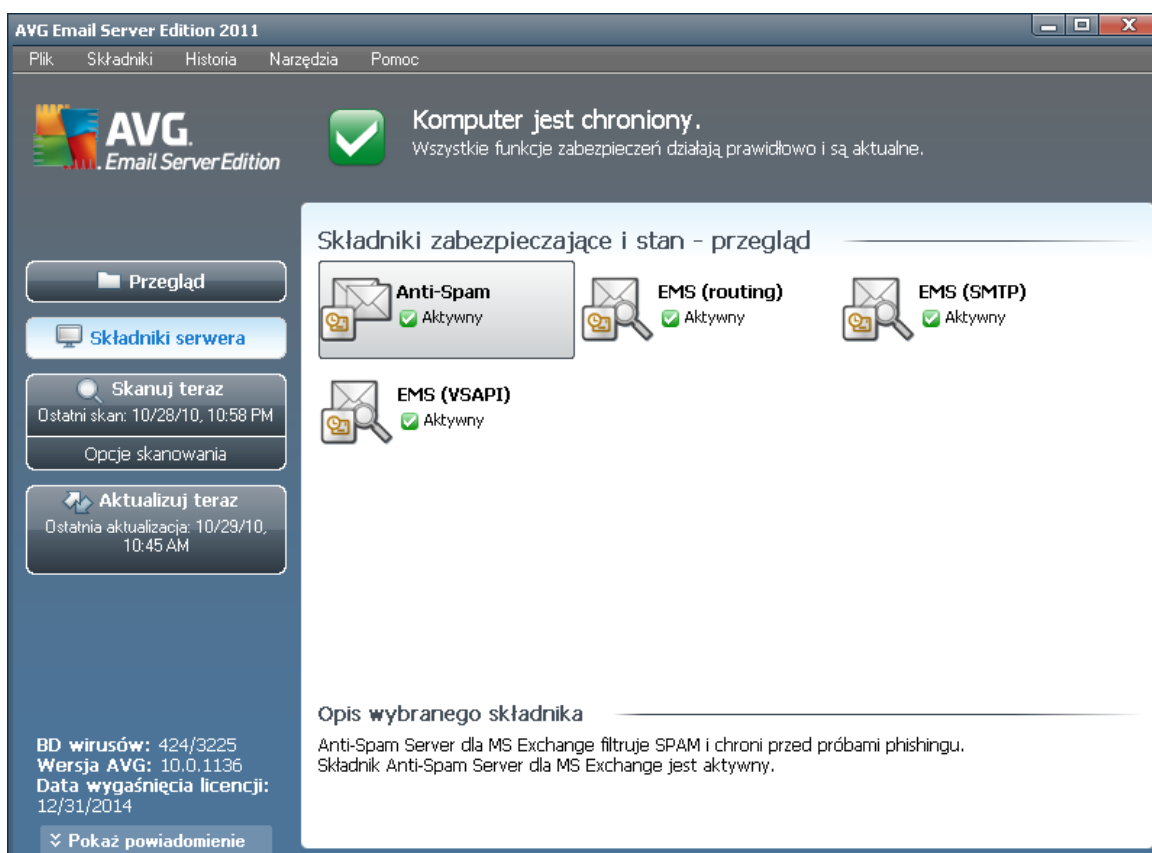 AVG Email Server Edition 2011
Plik Składniki Historia Narzędzia Pomoc
AVG.
Email Server Edition
Komputer jest chroniony.
Wszystkie funkcje zabezpieczeń działają prawidłowo i są aktualne.
Przegląd
Składniki serwera
Skanuj teraz
Ostatni skan: 10/28/10, 10:58 PM
Opcje skanowania
Aktualizuj teraz
Ostatnia aktualizacja: 10/29/10,
10:45 AM
BD wirusów: 424/3225
Wersja AVG: 10.0.1136
Data wygaśnięcia licencji:
12/31/2014
Pokaż powiadomienie
Składniki zabezpieczające i stan - przegląd
Anti-Spam
Aktywny
EMS (routing)
Aktywny
EMS (SMTP)
Aktywny
EMS (VSAPI)
Aktywny
Opis wybranego składnika
Anti-Spam Server dla MS Exchange filtruje SPAM i chroni przed próbami phishingu.
Składnik Anti-Spam Server dla MS Exchange jest aktywny.